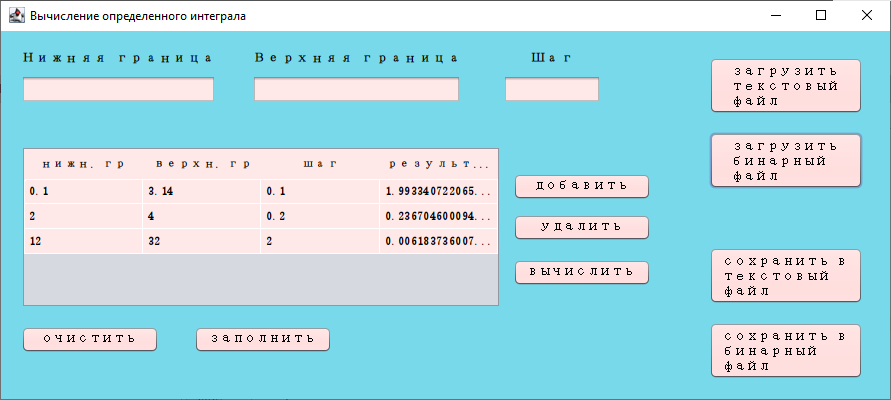 Вычисление определенного интеграла
Нижняя граница
Верхняя граница
Шаг
загрузить
текстовый
файл
загрузить
бинарный
файл
нижн. гр верхн. гр шаг результ...
0.1 3.14 0.1 1.993340722065...
2 4 0.2 0.236704600094...
12 32 2 0.006183736007...
добавить
удалить
вычислить
сохранить в
текстовый
файл
сохранить в
бинарный
файл
очистить
заполнить